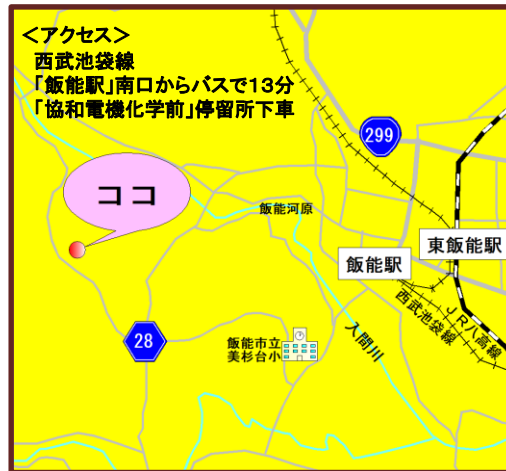 ＜アクセス＞
西武池袋線
「飯能駅」南口からバスで13分
「協和電機化学前」停留所下車
299
ココ
飯能河原
東飯能駅
飯能駅
西武池袋線
ＪＲ八高線
入間川
28
飯能市立
美杉台小